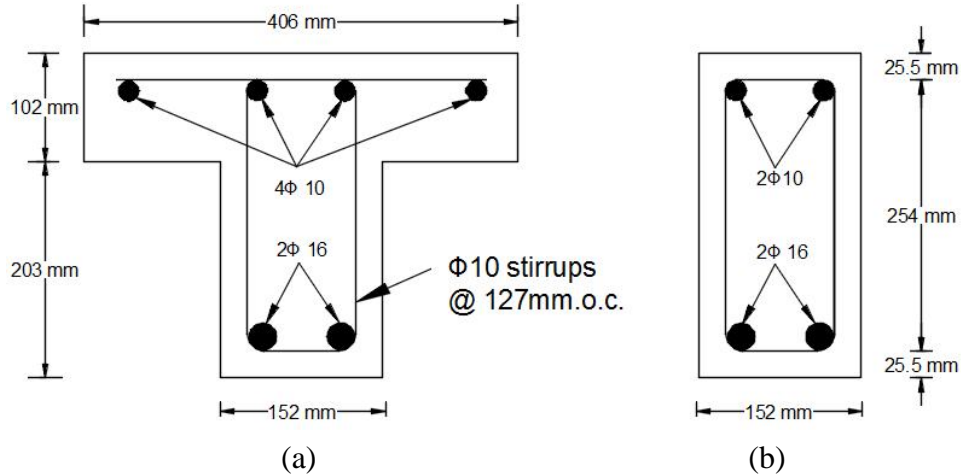 406 mm
102 mm
203 mm
4Φ 10
2Φ 16
Φ10 stirrups
@ 127mm.o.c.
152 mm
(a)
25.5 mm
2Φ10
254 mm
2Φ 16
25.5 mm
152 mm
(b)